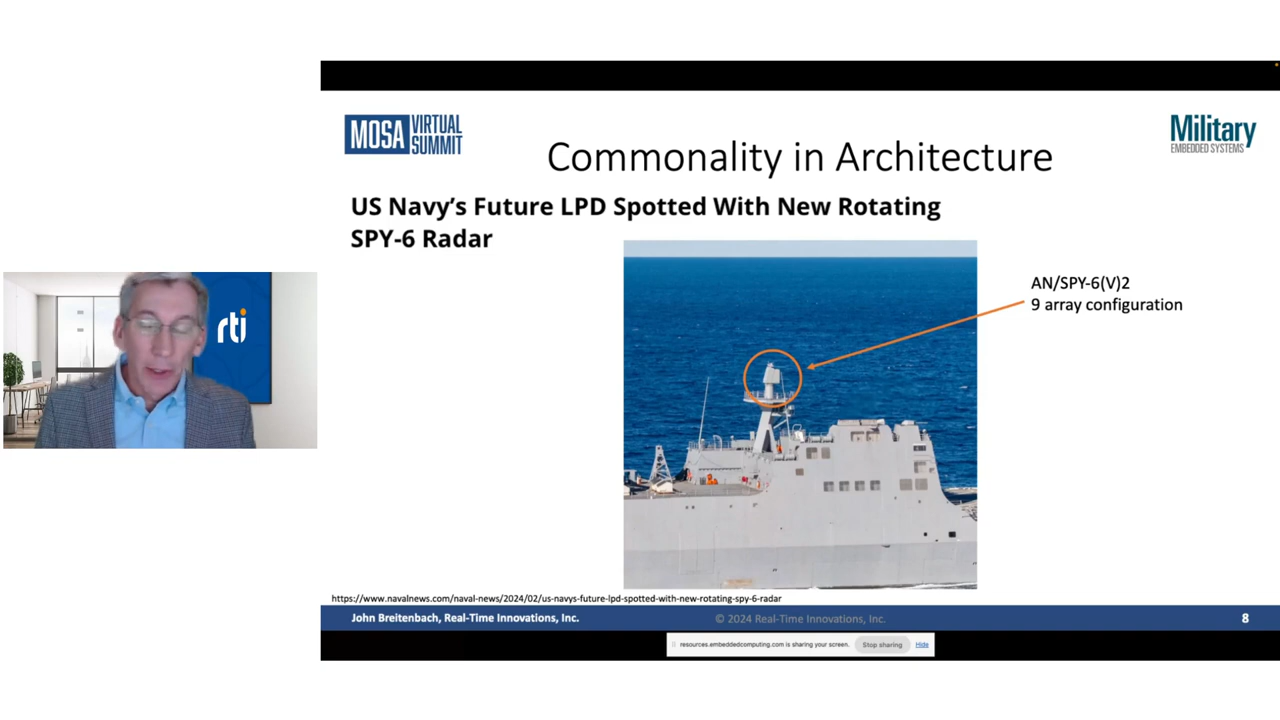 MOSA VIRTUAL SUMMIT
Military
EMBEDDED SYSTEMS
Commonality in Architecture
US Navy's Future LPD Spotted With New Rotating
SPY-6 Radar
AN/SPY-6(V)2
9 array configuration
rti
https://www.navalnews.com/naval-news/2024/02/us-navys-future-lpd-spotted-with-new-rotating-spy-6-radar
John Breitenbach, Real-Time Innovations, Inc.
© 2024 Real-Time Innovations, Inc.
8
resources.embeddedcomputing.com is sharing your screen.
Stop sharing
Hide